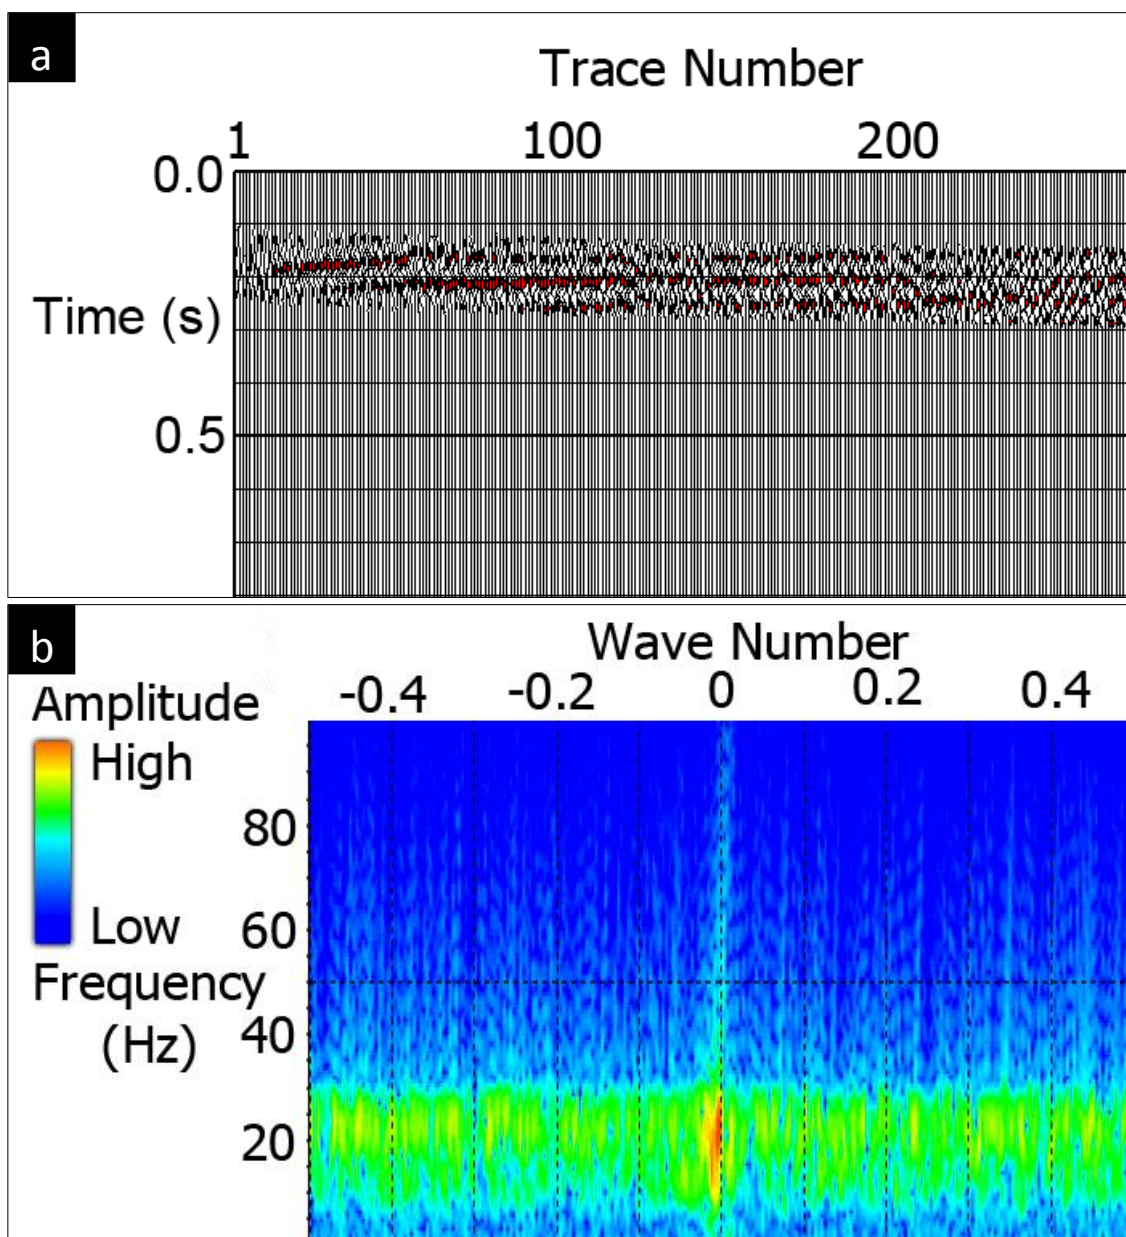 a
Trace Number
1 100 200
0.0
Time (s)
0.5
b
Wave Number
-0.4 -0.2 0 0.2 0.4
Amplitude
High
80
Low
60
Frequency
(Hz)
40
20